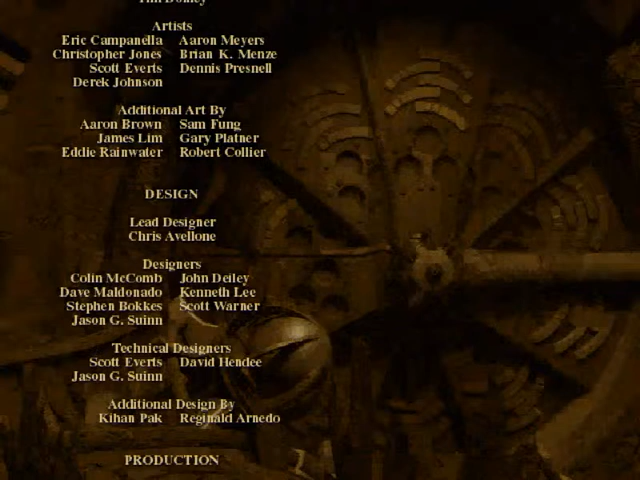 Tim Donley
Artists
Eric Campanella Aaron Meyers
Christopher Jones Brian K. Menze
Scott Everts Dennis Presnell
Derek Johnson
Additional Art By
Aaron Brown Sam Fung
James Lim Gary Platner
Eddie Rainwater Robert Collier
DESIGN
Lead Designer
Chris Avellone
Designers
Colin McComb John Deiley
Dave Maldonado Kenneth Lee
Stephen Bokkes Scott Warner
Jason G. Suinn
Technical Designers
Scott Everts David Hendee
Jason G. Suinn
Additional Design By
Kihan Pak Reginald Arnedo
PRODUCTION